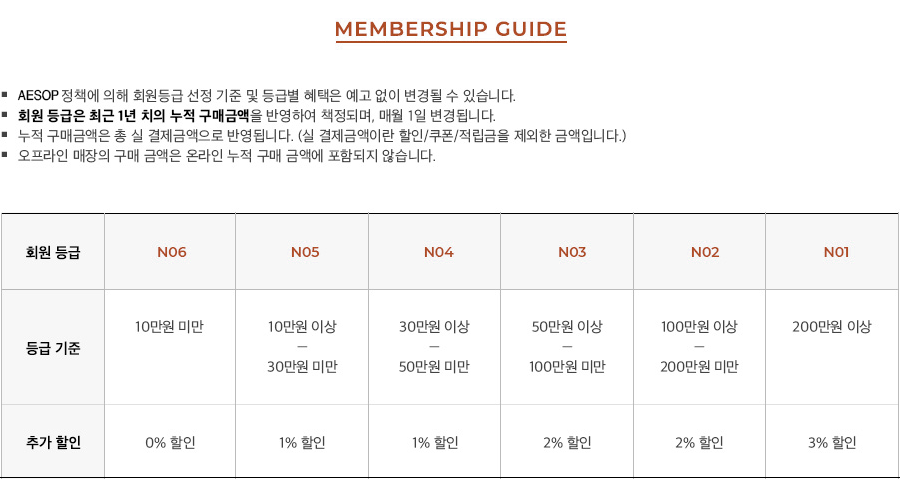 MEMBERSHIP GUIDE
AESOP 정책에 의해 회원등급 선정 기준 및 등급별 혜택은 예고 없이 변경될 수 있습니다.
회원 등급은 최근 1년 치의 누적 구매금액을 반영하여 책정되며, 매월 1일 변경됩니다.
누적 구매금액은 총 실 결제금액으로 반영됩니다. (실 결제금액이란 할인/쿠폰/적립금을 제외한 금액입니다.)
오프라인 매장의 구매 금액은 온라인 누적 구매 금액에 포함되지 않습니다.
회원 등급 N06 N05 N04 N03 N02 N01
10만원 미만 10만원 이상 30만원 이상 50만원 이상 100만원 이상 200만원 이상
등급 기준 – – – –
30만원 미만 50만원 미만 100만원 미만 200만원 미만
추가 할인 0% 할인 1% 할인 1% 할인 2% 할인 2% 할인 3% 할인